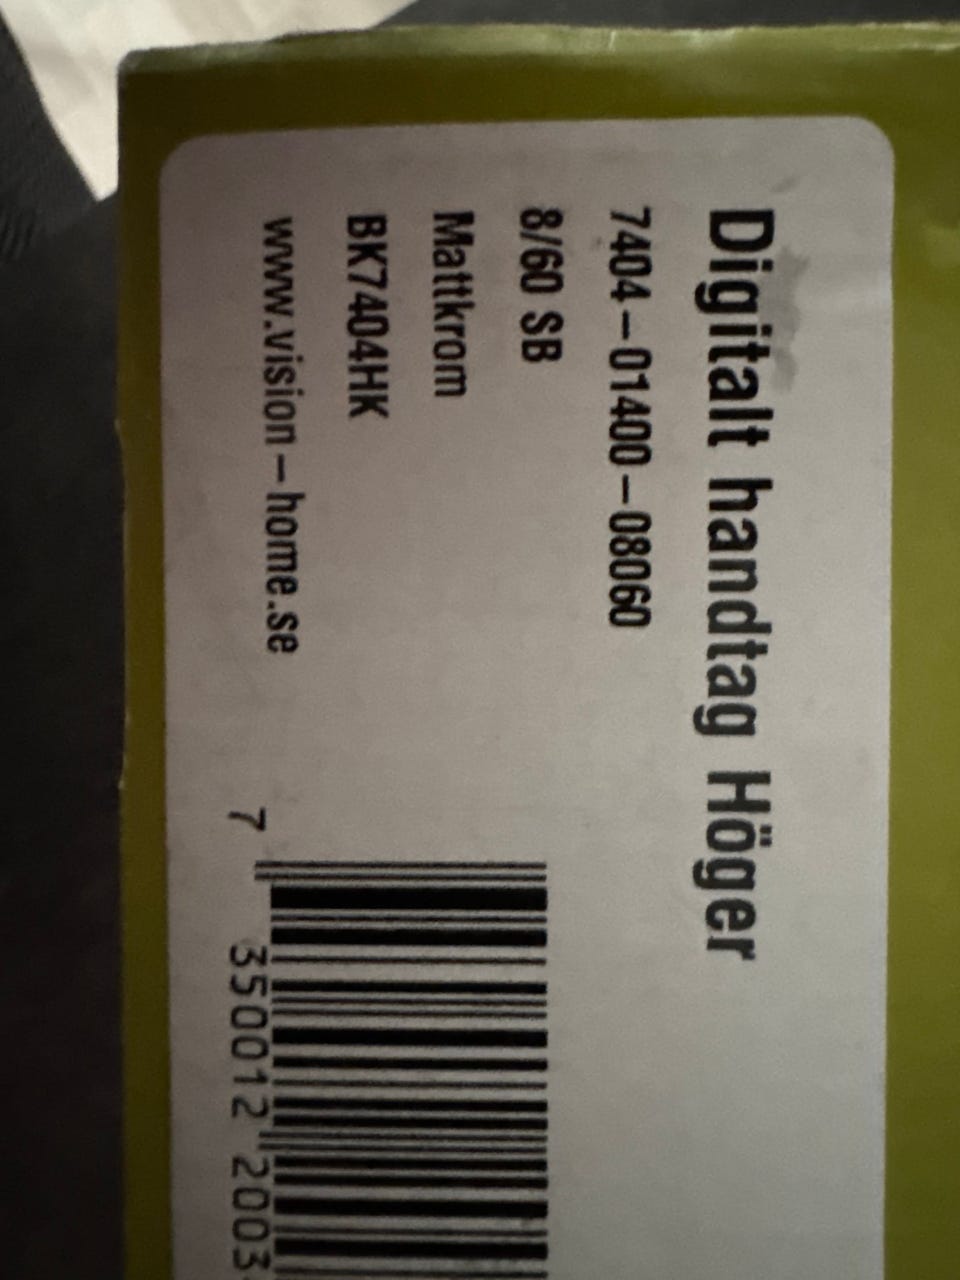 Digitalt handtag Höger
7404-01400-08060
8/60 SB
Mattkrom
BK7404HK
www.vision-home.se
7 350012 2003